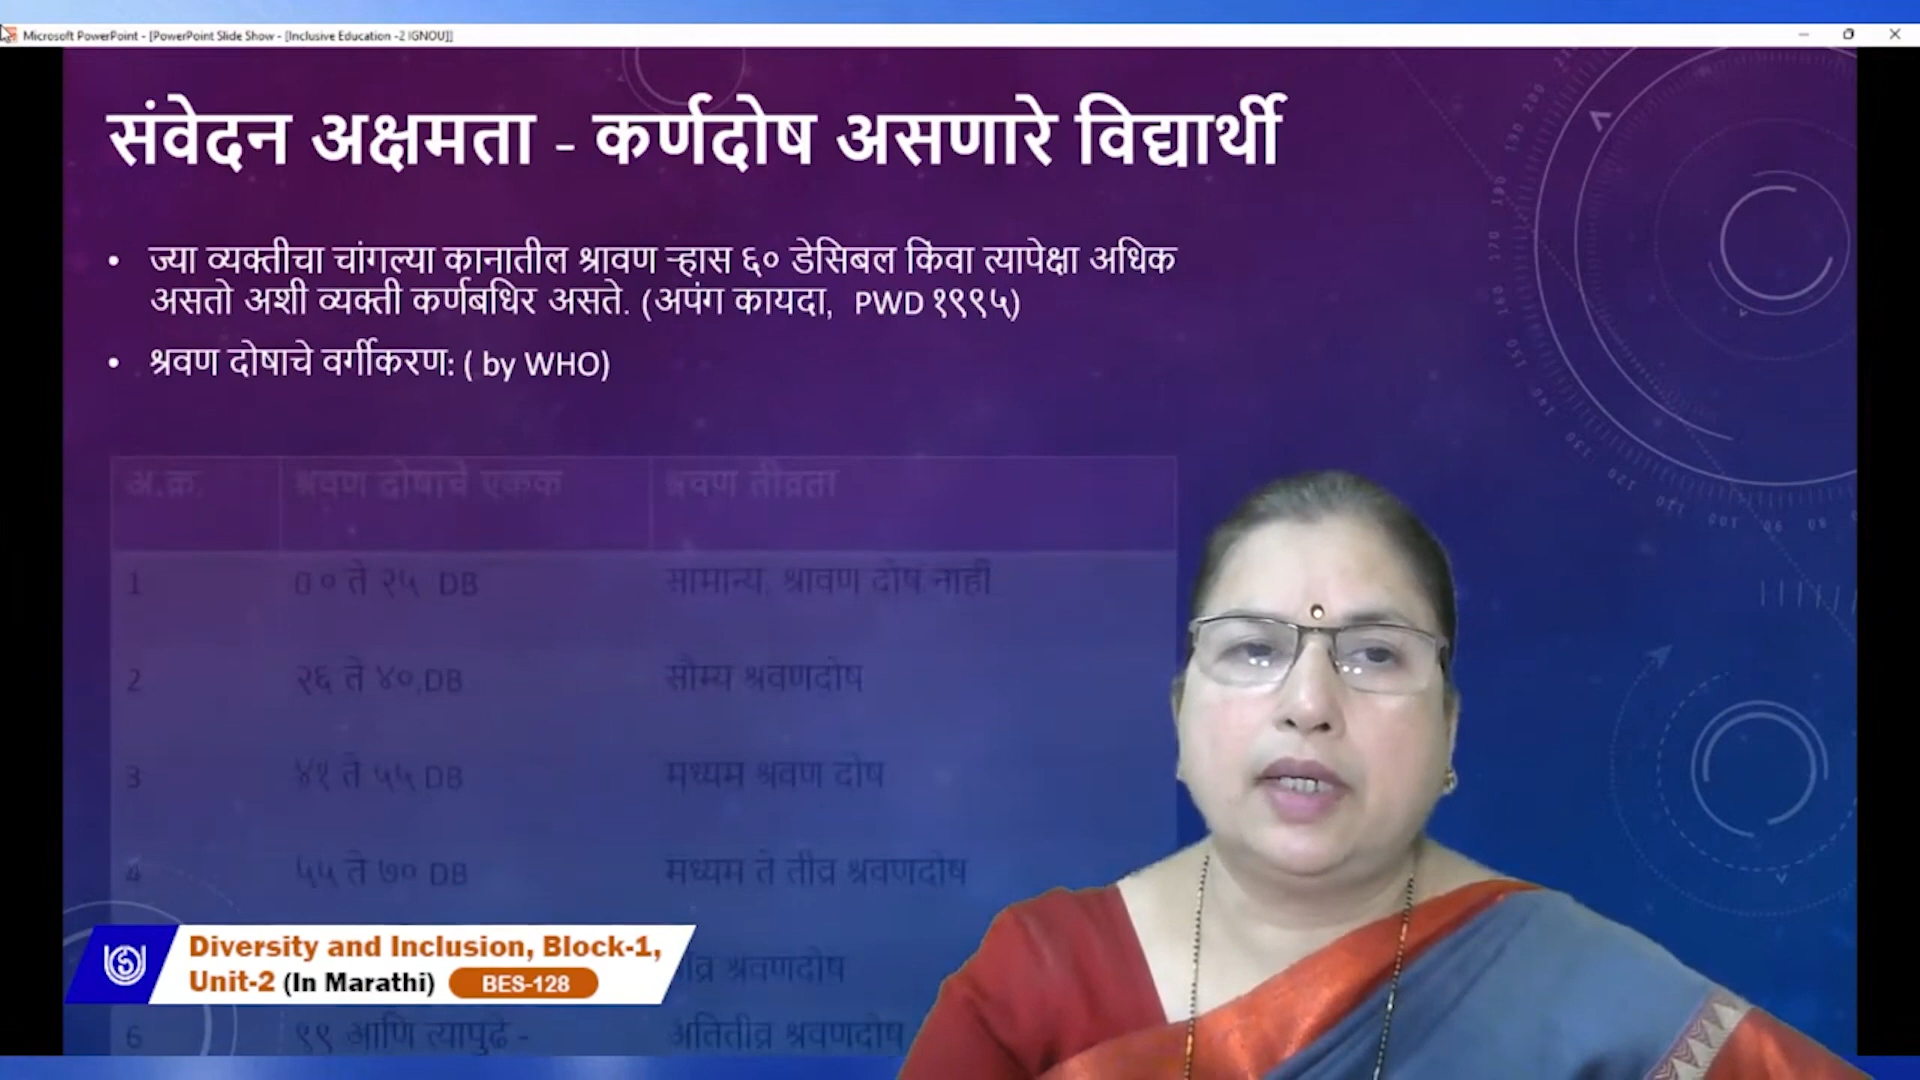 Microsoft PowerPoint - [PowerPoint Slide Show - [Inclusive Education -2 IGNOU]]
संवेदन अक्षमता - कर्णदोष असणारे विद्यार्थी
• ज्या व्यक्तीचा चांगल्या कानातील श्रावण ऱ्हास ६० डेसिबल किंवा त्यापेक्षा अधिक
असतो अशी व्यक्ती कर्णबधिर असते. (अपंग कायदा, PWD १९९५)
• श्रवण दोषाचे वर्गीकरण: ( by WHO)
अ.क्र. श्रवण दोषाचे एकक श्रवण तीव्रता
1 ०० ते २५ DB सामान्य, श्रावण दोष नाही
2 २६ ते ४०,DB सौम्य श्रवणदोष
3 ४१ ते ५५ DB मध्यम श्रवण दोष
4 ५५ ते ७० DB मध्यम ते तीव्र श्रवणदोष
श्रवणदोष
6 ९९ आणि त्यापुढे - अतितीव्र श्रवणदोष
Diversity and Inclusion, Block-1,
Unit-2 (In Marathi) BES-128